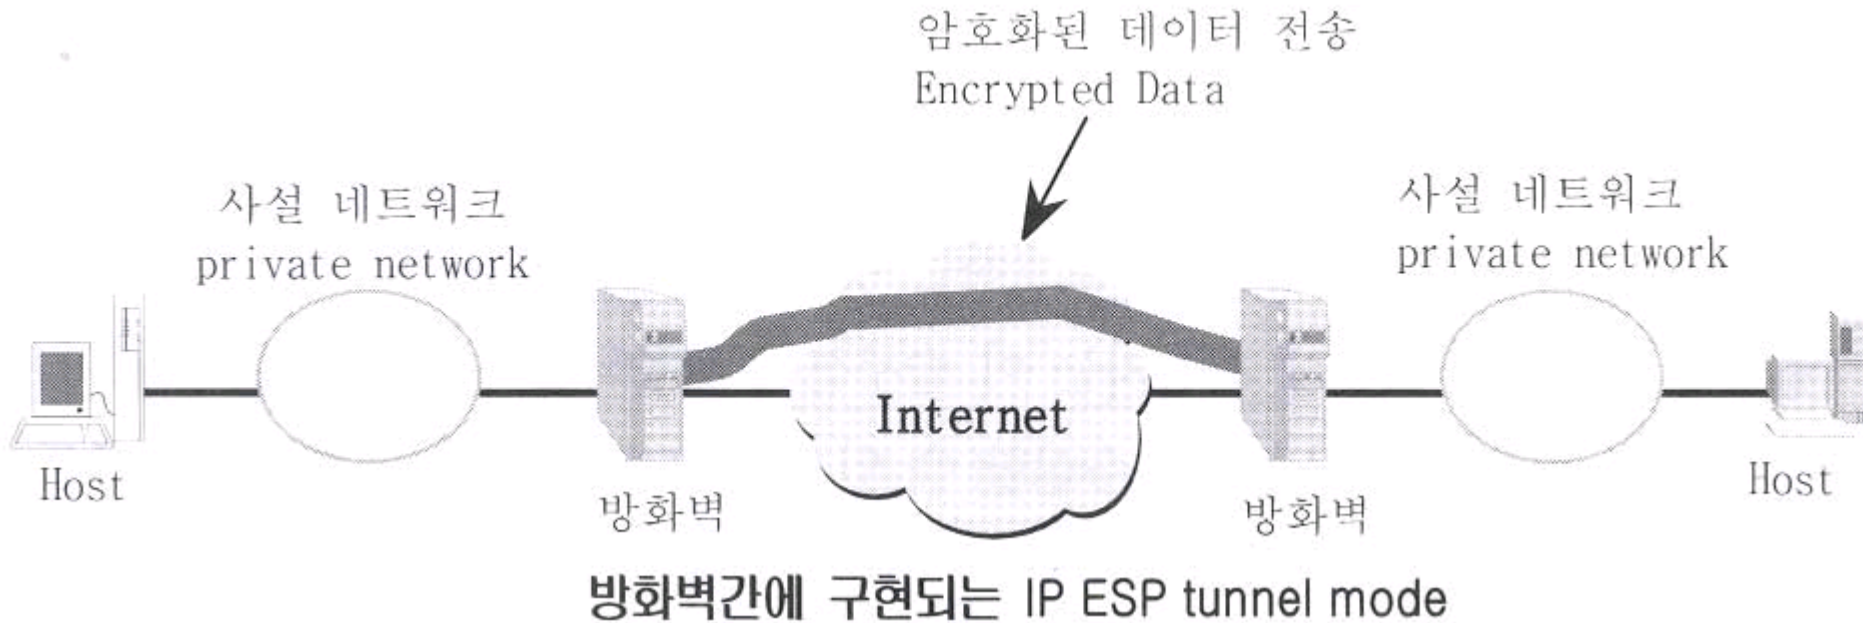 암호화된 데이터 전송
Encrypted Data
사설 네트워크
private network
사설 네트워크
private network
Internet
Host
방화벽
방화벽
Host
방화벽간에 구현되는 IP ESP tunnel mode